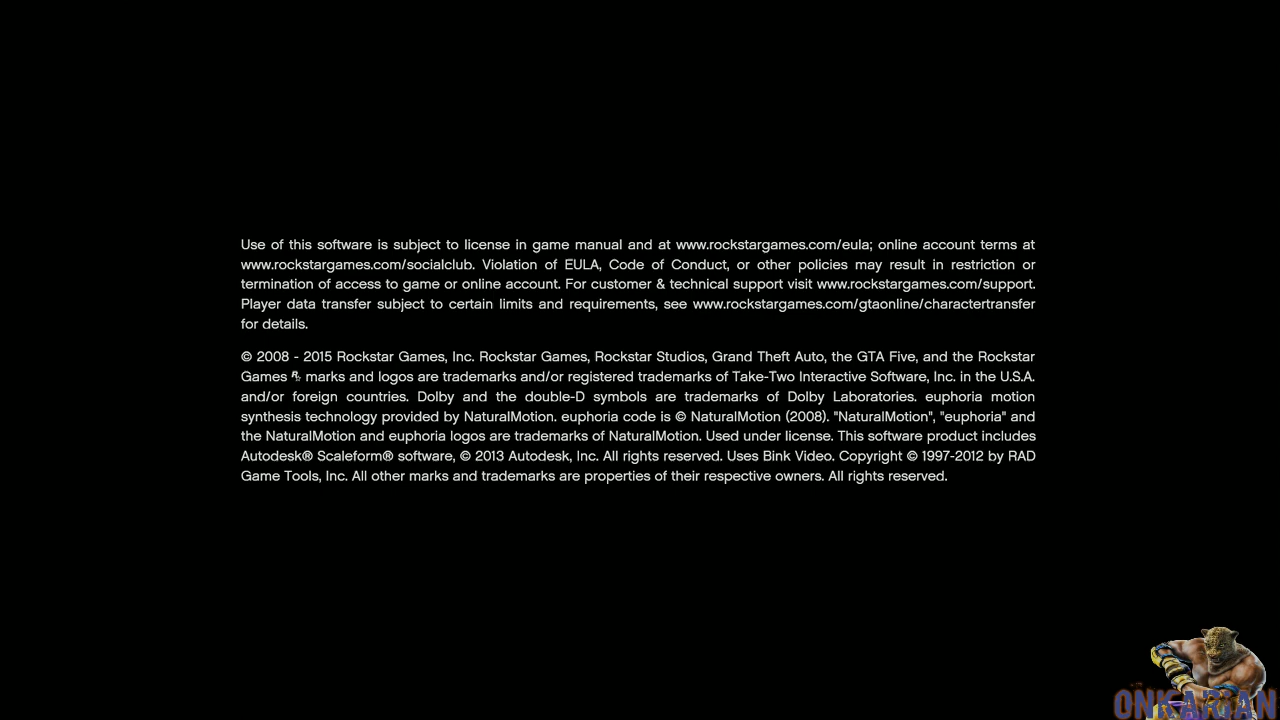 Use of this software is subject to license in game manual and at www.rockstargames.com/eula; online account terms at
www.rockstargames.com/socialclub. Violation of EULA, Code of Conduct, or other policies may result in restriction or
termination of access to game or online account. For customer & technical support visit www.rockstargames.com/support.
Player data transfer subject to certain limits and requirements, see www.rockstargames.com/gtaonline/charactertransfer
for details.
© 2008 - 2015 Rockstar Games, Inc. Rockstar Games, Rockstar Studios, Grand Theft Auto, the GTA Five, and the Rockstar
Games R* marks and logos are trademarks and/or registered trademarks of Take-Two Interactive Software, Inc. in the U.S.A.
and/or foreign countries. Dolby and the double-D symbols are trademarks of Dolby Laboratories. euphoria motion
synthesis technology provided by NaturalMotion. euphoria code is © NaturalMotion (2008). "NaturalMotion", "euphoria" and
the NaturalMotion and euphoria logos are trademarks of NaturalMotion. Used under license. This software product includes
Autodesk® Scaleform® software, © 2013 Autodesk, Inc. All rights reserved. Uses Bink Video. Copyright © 1997-2012 by RAD
Game Tools, Inc. All other marks and trademarks are properties of their respective owners. All rights reserved.
ONKARIAN